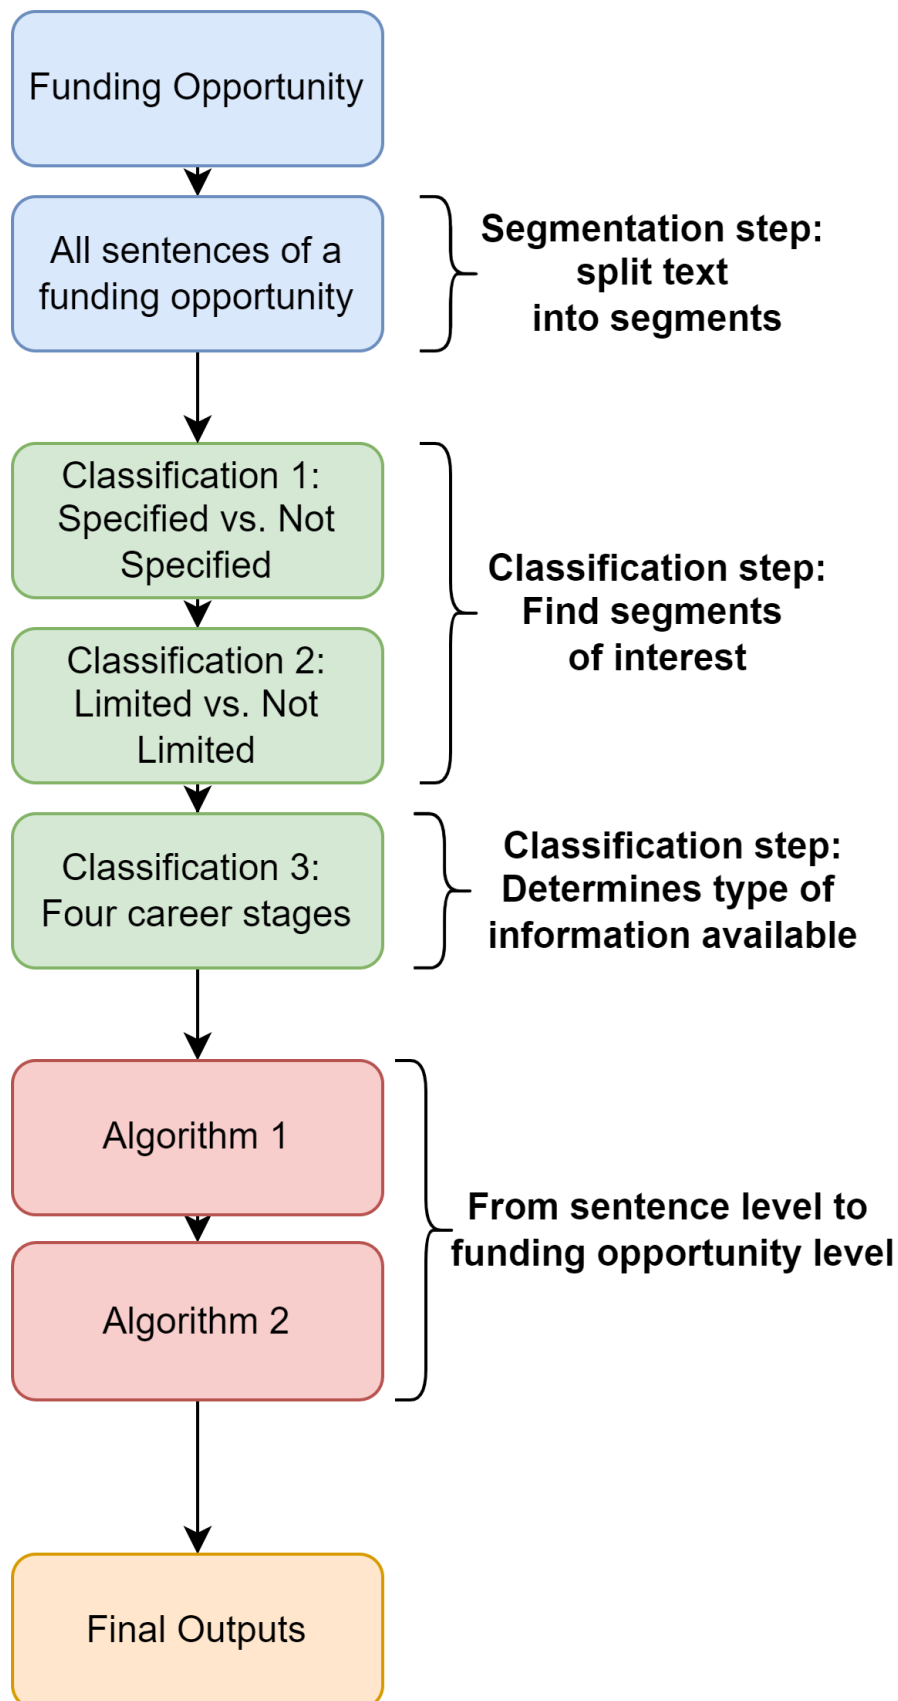 Funding Opportunity
All sentences of a
funding opportunity
Segmentation step:
split text
into segments
Classification 1:
Specified vs. Not
Specified
Classification 2:
Limited vs. Not
Limited
Classification step:
Find segments
of interest
Classification 3:
Four career stages
Classification step:
Determines type of
information available
Algorithm 1
Algorithm 2
From sentence level to
funding opportunity level
Final Outputs